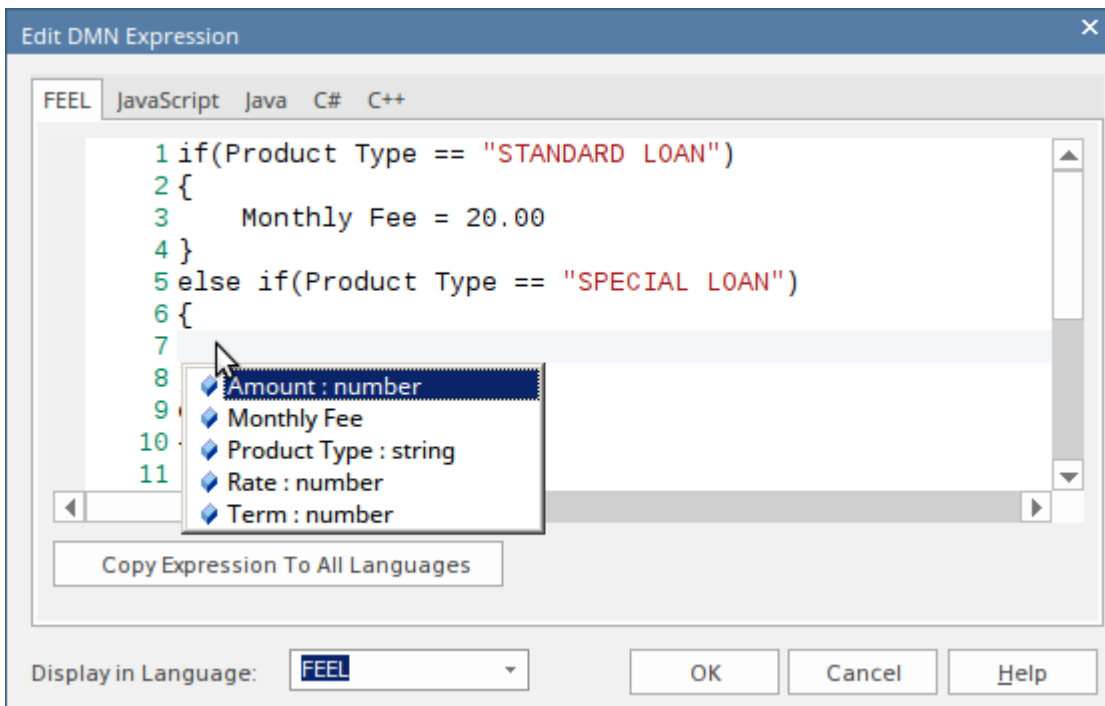 Edit DMN Expression
FEEL JavaScript Java C# C++
1 if(Product Type == "STANDARD LOAN")
2 {
3 Monthly Fee = 20.00
4 }
5 else if(Product Type == "SPECIAL LOAN")
6 {
7
8
9
10
11
Amount : number
Monthly Fee
Product Type : string
Rate : number
Term : number
Copy Expression To All Languages
Display in Language: FEEL OK Cancel Help